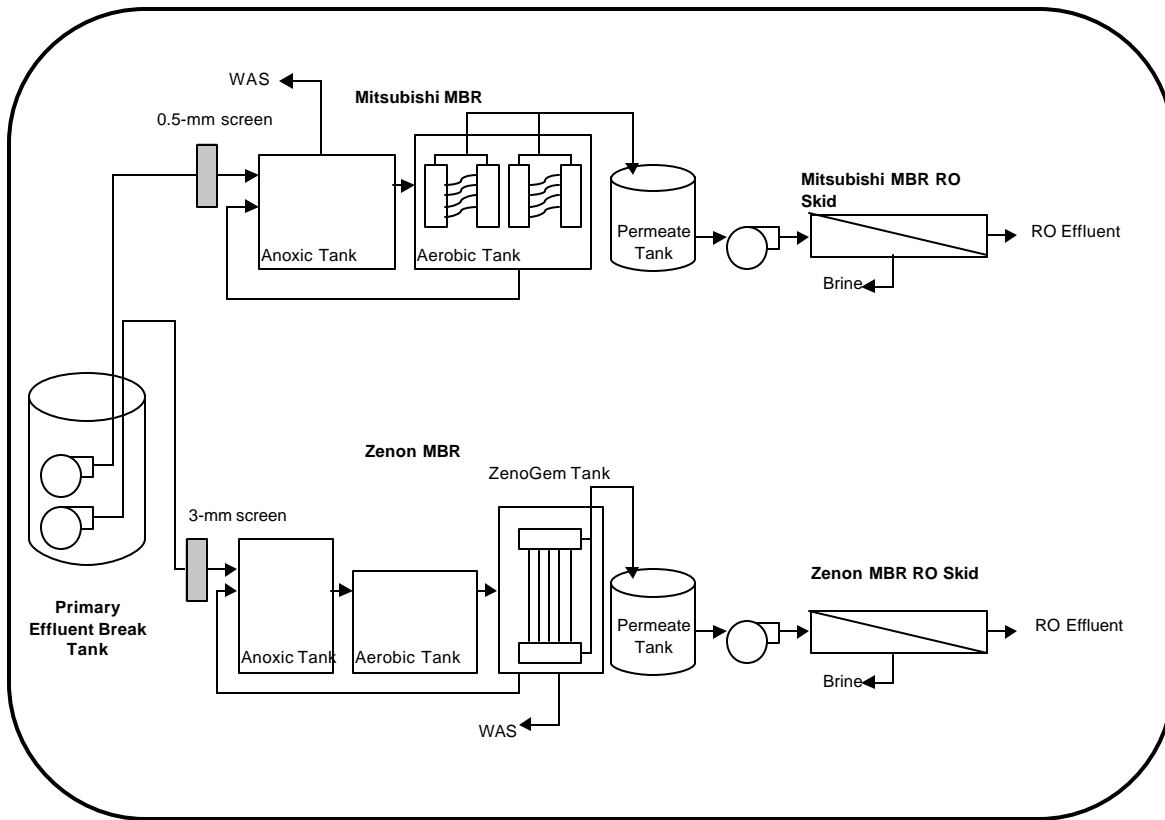 WAS
Mitsubishi MBR
0.5-mm screen
Mitsubishi MBR RO
Skid
Permeate
Tank
RO Effluent
Anoxic Tank
Aerobic Tank
Brine
Zenon MBR
ZenoGem Tank
3-mm screen
Zenon MBR RO Skid
Primary
Effluent Break
Tank
Permeate
Tank
RO Effluent
Anoxic Tank
Aerobic Tank
Brine
WAS